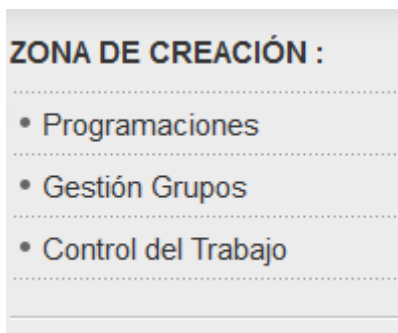 ZONA DE CREACIÓN :
• Programaciones
• Gestión Grupos
• Control del Trabajo